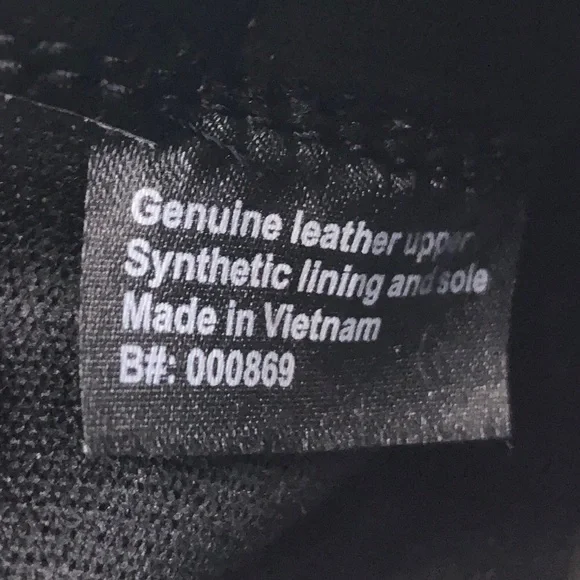 Genuine leather upper
Synthetic lining and sole
Made in Vietnam
B#: 000869